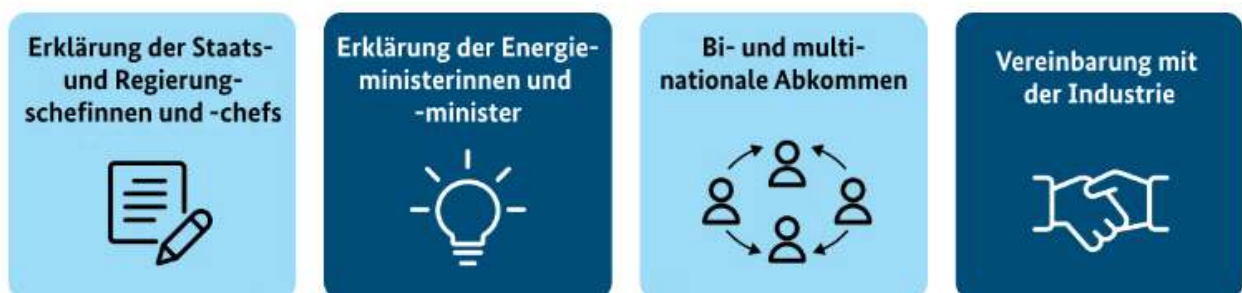 Erklärung der Staats-
und Regierung-
schefinnen und -chefs
Erklärung der Energie-
ministerinnen und
-minister
Bi- und multi-
nationale Abkommen
Vereinbarung mit
der Industrie